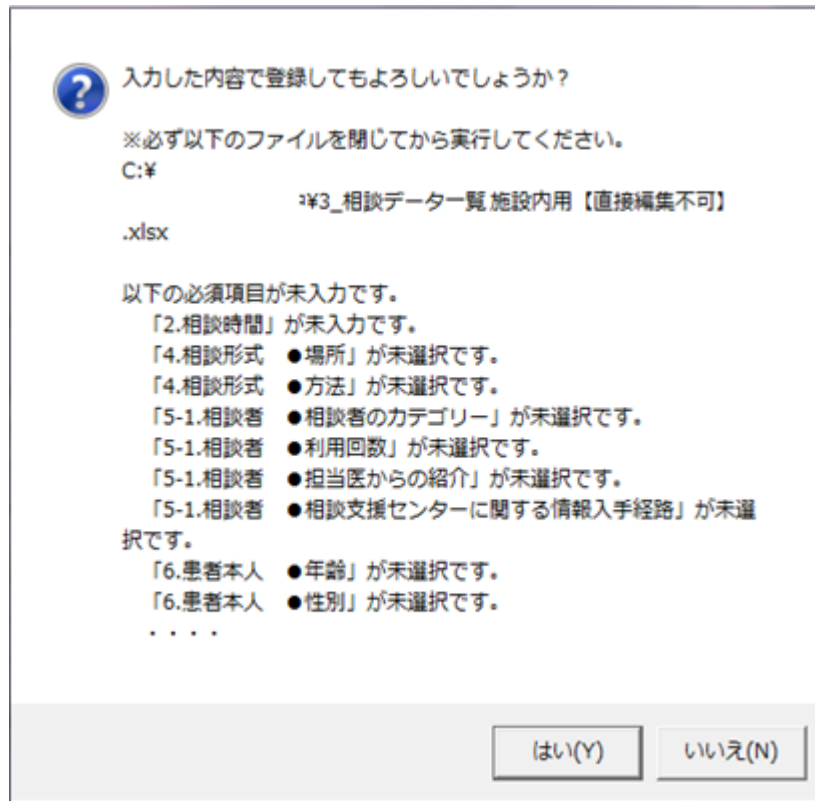 入力した内容で登録してもよろしいでしょうか？
※必ず以下のファイルを閉じてから実行してください。
C:¥
¥3_相談データ一覧 施設内用【直接編集不可】
.xlsx
以下の必須項目が未入力です。
「2.相談時間」が未入力です。
「4.相談形式　●場所」が未選択です。
「4.相談形式　●方法」が未選択です。
「5-1.相談者　●相談者のカテゴリー」が未選択です。
「5-1.相談者　●利用回数」が未選択です。
「5-1.相談者　●担当医からの紹介」が未選択です。
「5-1.相談者　●相談支援センターに関する情報入手経路」が未選
択です。
「6.患者本人　●年齢」が未選択です。
「6.患者本人　●性別」が未選択です。
・・・・
はい(Y)
いいえ(N)